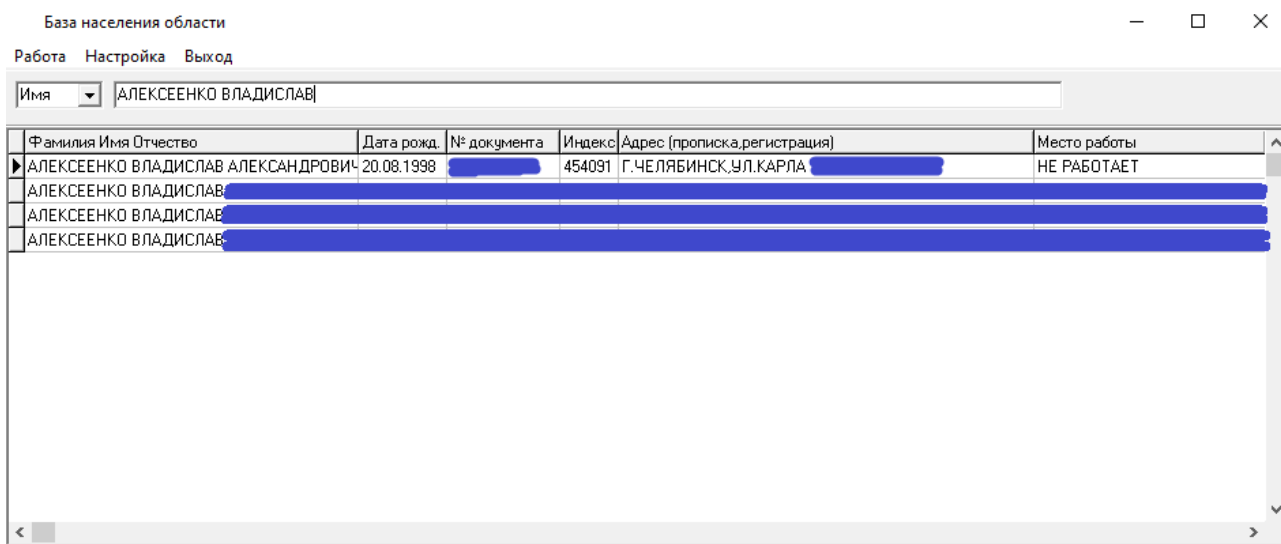 База населения области
Работа Настройка Выход
Имя АЛЕКСЕЕНКО ВЛАДИСЛАВ
Фамилия Имя Отчество Дата рожд. № документа Индекс Адрес (прописка,регистрация) Место работы
АЛЕКСЕЕНКО ВЛАДИСЛАВ АЛЕКСАНДРОВИЧ 20.08.1998 454091 Г.ЧЕЛЯБИНСК,УЛ.КАРЛА НЕ РАБОТАЕТ
АЛЕКСЕЕНКО ВЛАДИСЛАВ
АЛЕКСЕЕНКО ВЛАДИСЛАВ
АЛЕКСЕЕНКО ВЛАДИСЛАВ